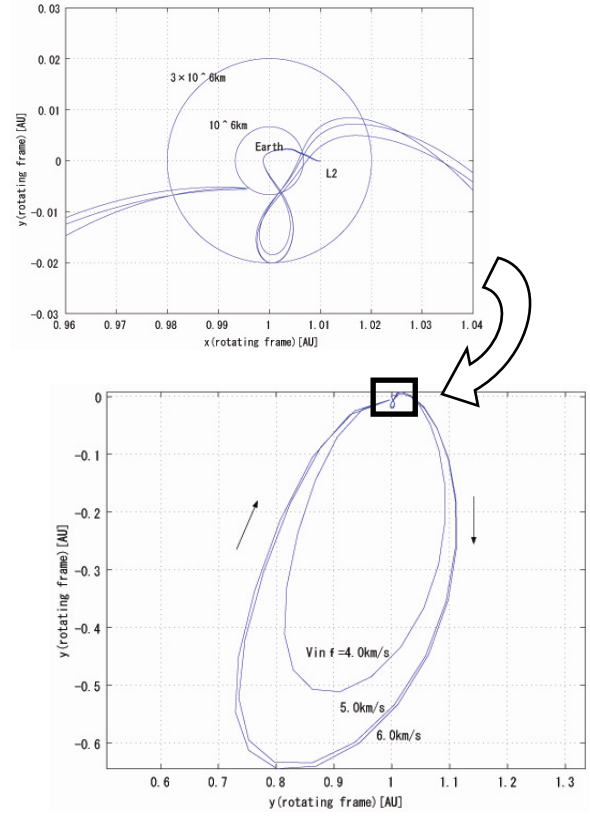 0.03
0.02
0.01
0
-0.01
-0.02
-0.03
y(rotating frame)[AU]
3×10^6km
10^6km
Earth
L2
0.96 0.97 0.98 0.99 1 1.01 1.02 1.03 1.04
x(rotating frame)[AU]
0
-0.1
-0.2
-0.3
-0.4
-0.5
-0.6
y(rotating frame)[AU]
Vinf=4.0km/s
5.0km/s
6.0km/s
0.6 0.7 0.8 0.9 1 1.1 1.2 1.3
y(rotating frame)[AU]